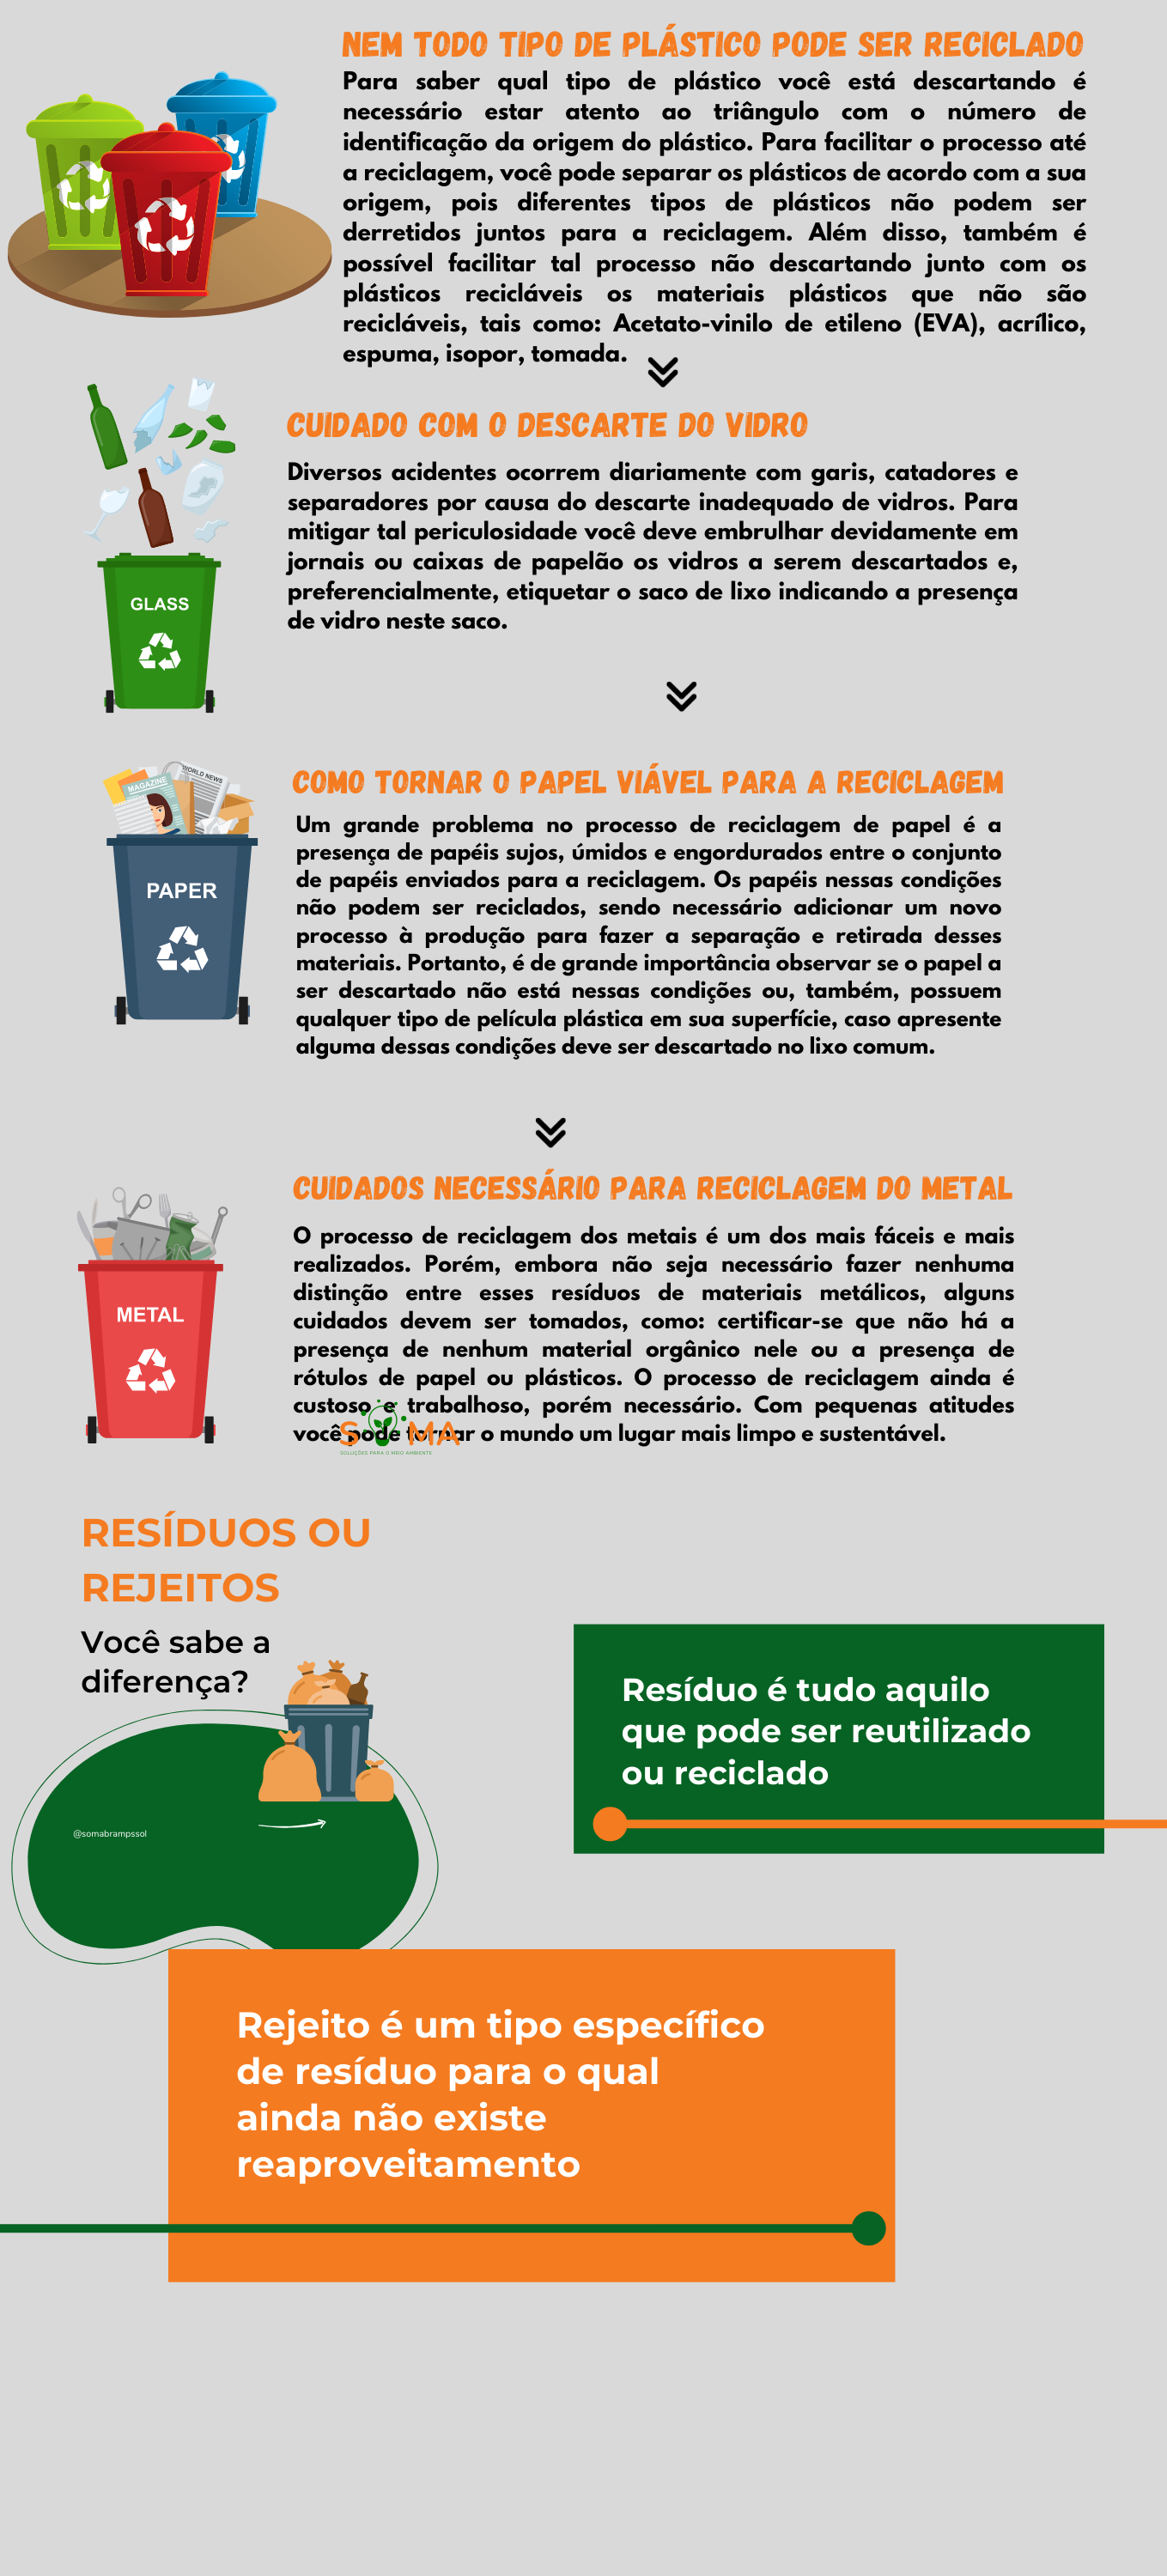 NEM TODO TIPO DE PLÁSTICO PODE SER RECICLADO
Para saber qual tipo de plástico você está descartando é
necessário estar atento ao triângulo com o número de
identificação da origem do plástico. Para facilitar o processo até
a reciclagem, você pode separar os plásticos de acordo com a sua
origem, pois diferentes tipos de plásticos não podem ser
derretidos juntos para a reciclagem. Além disso, também é
possível facilitar tal processo não descartando junto com os
plásticos recicláveis os materiais plásticos que não são
recicláveis, tais como: Acetato-vinilo de etileno (EVA), acrílico,
espuma, isopor, tomada.
CUIDADO COM O DESCARTE DO VIDRO
Diversos acidentes ocorrem diariamente com garis, catadores e
separadores por causa do descarte inadequado de vidros. Para
mitigar tal periculosidade você deve embrulhar devidamente em
jornais ou caixas de papelão os vidros a serem descartados e,
preferencialmente, etiquetar o saco de lixo indicando a presença
de vidro neste saco.
GLASS
COMO TORNAR O PAPEL VIÁVEL PARA A RECICLAGEM
Um grande problema no processo de reciclagem de papel é a
presença de papéis sujos, úmidos e engordurados entre o conjunto
de papéis enviados para a reciclagem. Os papéis nessas condições
não podem ser reciclados, sendo necessário adicionar um novo
processo à produção para fazer a separação e retirada desses
materiais. Portanto, é de grande importância observar se o papel a
ser descartado não está nessas condições ou, também, possuem
qualquer tipo de película plástica em sua superfície, caso apresente
alguma dessas condições deve ser descartado no lixo comum.
WORLD NEWS
MAGAZINE
PAPER
CUIDADOS NECESSÁRIO PARA RECICLAGEM DO METAL
O processo de reciclagem dos metais é um dos mais fáceis e mais
realizados. Porém, embora não seja necessário fazer nenhuma
distinção entre esses resíduos de materiais metálicos, alguns
cuidados devem ser tomados, como: certificar-se que não há a
presença de nenhum material orgânico nele ou a presença de
rótulos de papel ou plásticos. O processo de reciclagem ainda é
custoso e trabalhoso, porém necessário. Com pequenas atitudes
você pode tornar o mundo um lugar mais limpo e sustentável.
METAL
SOMA
SOLUÇÕES PARA O MEIO AMBIENTE
RESÍDUOS OU
REJEITOS
Você sabe a
diferença?
@somabrampssol
Resíduo é tudo aquilo
que pode ser reutilizado
ou reciclado
Rejeito é um tipo específico
de resíduo para o qual
ainda não existe
reaproveitamento